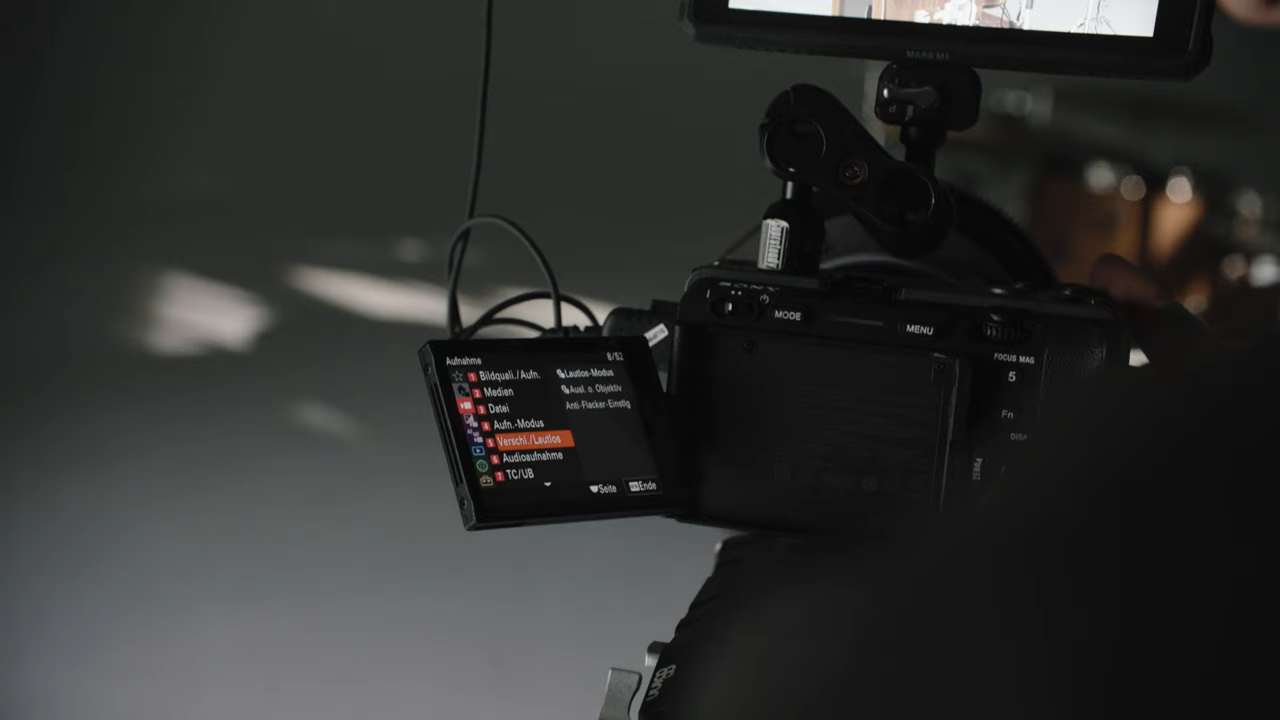 MARS M1
SONY
MODE
MENU
FOCUS MAG
5
Fn
DISP
ZEBRA
Aufnahme
8/52
1 Bildquali./Aufn.
2 Medien
3 Datei
4 Aufn.-Modus
5 Verschl./Lautlos
6 Audioaufnahme
7 TC/UB
Lautlos-Modus
Ausl. o. Objektiv
Anti-Flacker-Einstlg
Seite
Ende